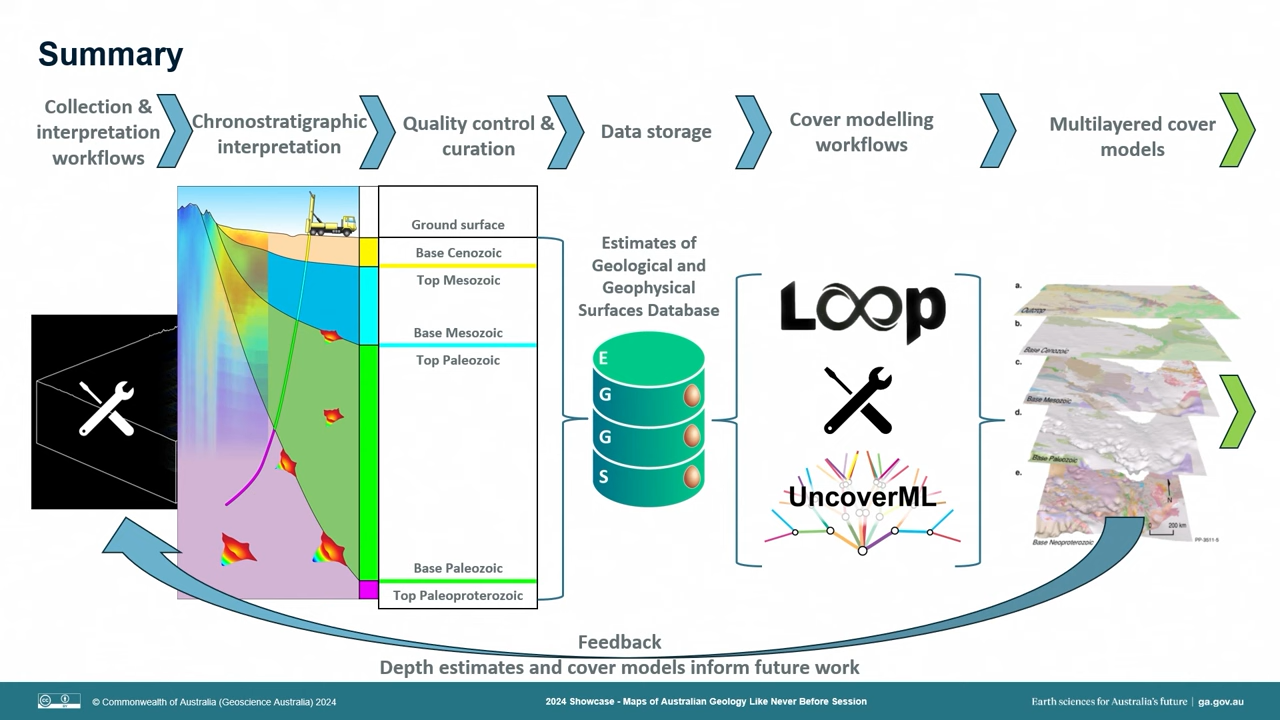 Summary
Collection &
interpretation
workflows
Chronostratigraphic
interpretation
Quality control &
curation
Data storage
Cover modelling
workflows
Multilayered cover
models
Ground surface
Base Cenozoic
Top Mesozoic
Base Mesozoic
Top Paleozoic
Base Paleozoic
Top Paleoproterozoic
Estimates of
Geological and
Geophysical
Surfaces Database
E
G
G
S
Loop
UncoverML
a.
Outcrop
b.
Base Cenozoic
c.
Base Mesozoic
d.
Base Paleozoic
e.
Base Neoproterozoic
N
0 200 km
Feedback
Depth estimates and cover models inform future work
© Commonwealth of Australia (Geoscience Australia) 2024
2024 Showcase - Maps of Australian Geology Like Never Before Session
Earth sciences for Australia's future | ga.gov.au